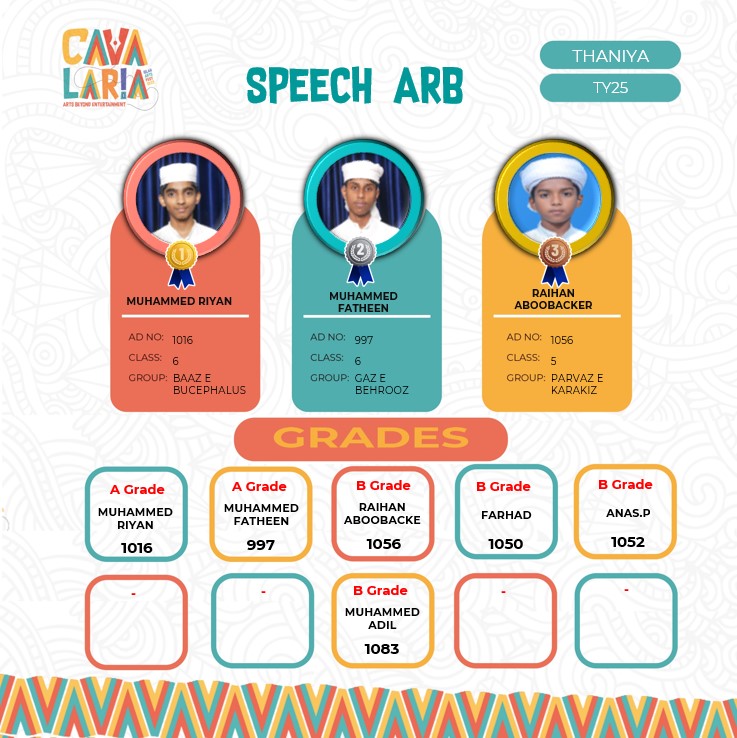 CAVA
LARIA
ARTS BEYOND ENTERTAINMENT
SPEECH ARB
THANIYA
TY25
1
2
3
MUHAMMED RIYAN
AD NO: 1016
CLASS: 6
GROUP: BAAZ E
BUCEPHALUS
MUHAMMED
FATHEEN
AD NO: 997
CLASS: 6
GROUP: GAZ E
BEHROOZ
RAIHAN
ABOOBACKER
AD NO: 1056
CLASS: 5
GROUP: PARVAZ E
KARAKIZ
GRADES
A Grade
MUHAMMED
RIYAN
1016
A Grade
MUHAMMED
FATHEEN
997
B Grade
RAIHAN
ABOOBACKE
1056
B Grade
FARHAD
1050
B Grade
ANAS.P
1052
-
-
B Grade
MUHAMMED
ADIL
1083
-
-